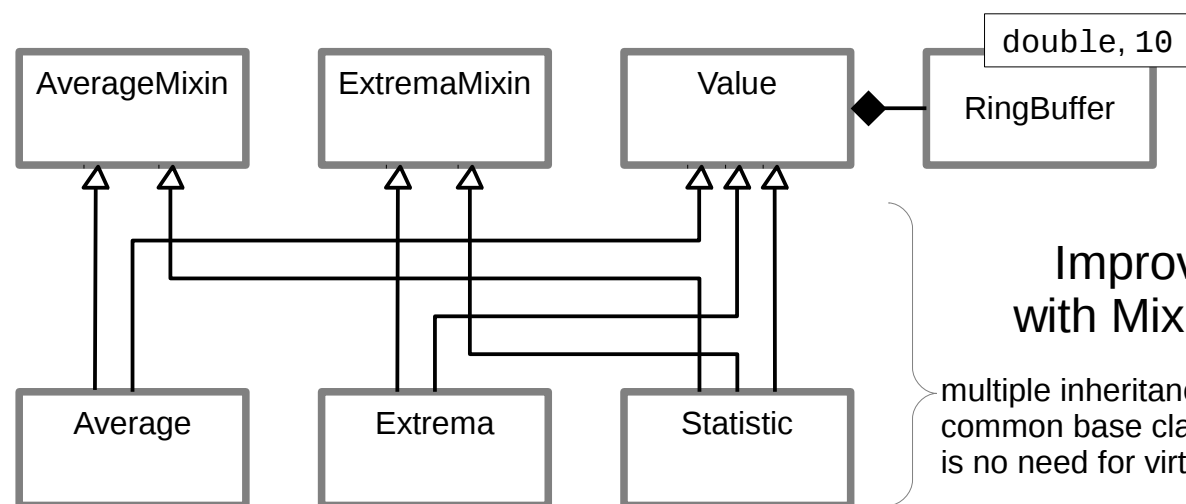 double, 10
AverageMixin
ExtremaMixin
Value
RingBuffer
Improv
with Mix
multiple inheritanc
common base cla
is no need for virt
Average
Extrema
Statistic